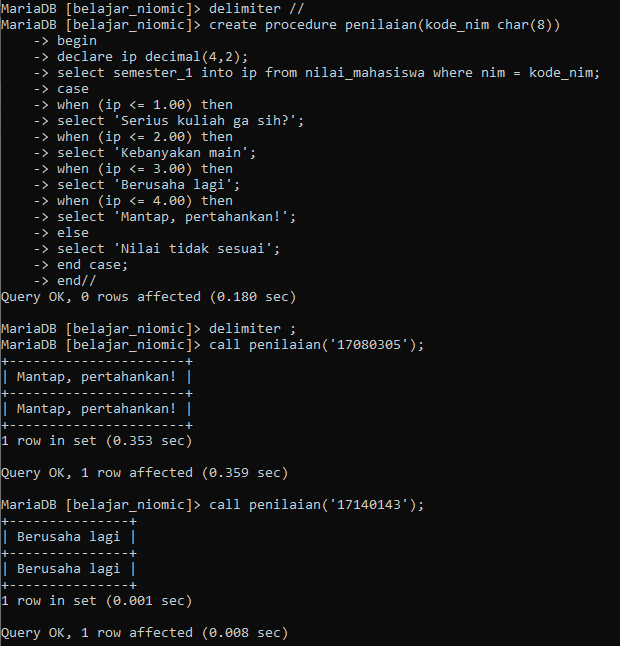 MariaDB [belajar_niomic]> delimiter //
MariaDB [belajar_niomic]> create procedure penilaian(kode_nim char(8))
    -> begin
    -> declare ip decimal(4,2);
    -> select semester_1 into ip from nilai_mahasiswa where nim = kode_nim;
    -> case
    -> when (ip <= 1.00) then
    -> select 'Serius kuliah ga sih?';
    -> when (ip <= 2.00) then
    -> select 'Kebanyakan main';
    -> when (ip <= 3.00) then
    -> select 'Berusaha lagi';
    -> when (ip <= 4.00) then
    -> select 'Mantap, pertahankan!';
    -> else
    -> select 'Nilai tidak sesuai';
    -> end case;
    -> end//
Query OK, 0 rows affected (0.180 sec)

MariaDB [belajar_niomic]> delimiter ;
MariaDB [belajar_niomic]> call penilaian('17080305');
+----------------------+
| Mantap, pertahankan! |
+----------------------+
| Mantap, pertahankan! |
+----------------------+
1 row in set (0.353 sec)

Query OK, 1 row affected (0.359 sec)

MariaDB [belajar_niomic]> call penilaian('17140143');
+---------------+
| Berusaha lagi |
+---------------+
| Berusaha lagi |
+---------------+
1 row in set (0.001 sec)

Query OK, 1 row affected (0.008 sec)